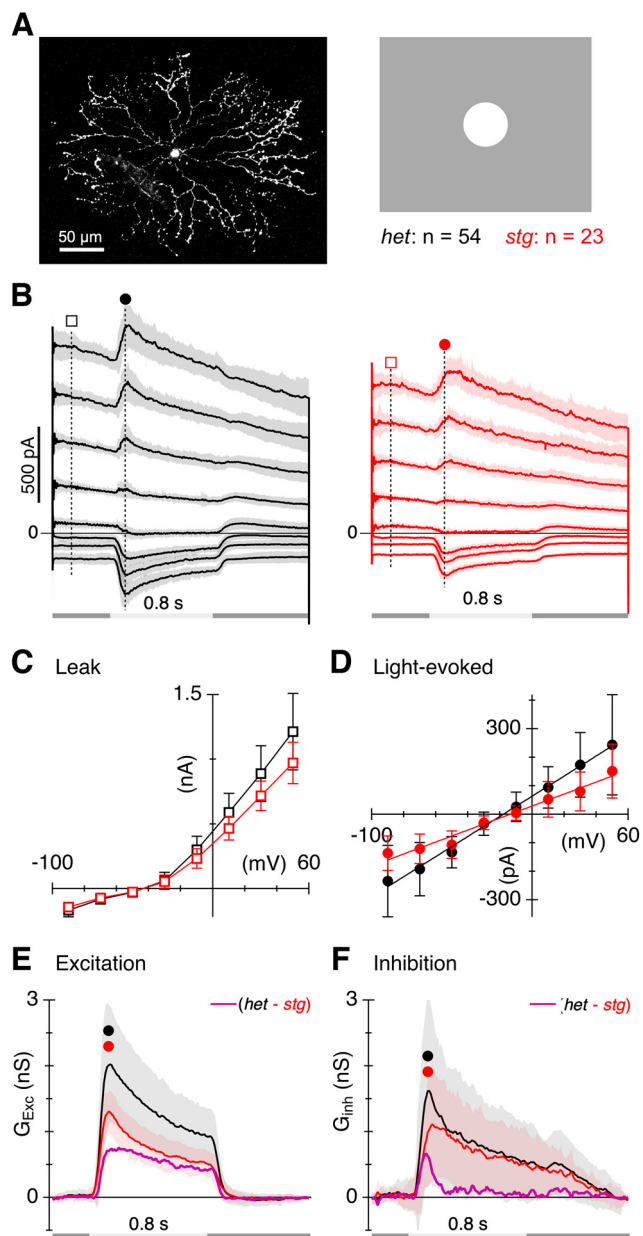 A
50 µm
het: n = 54 stg: n = 23
B
500 pA
0
0.8 s
0
0.8 s
C Leak
1.5
(nA)
-100
(mV)
60
D Light-evoked
300
-100
(mV)
60
(pA)
-300
E Excitation
3
(het - stg)
GExc (nS)
0
0.8 s
F Inhibition
3
(het - stg)
Ginh (nS)
0
0.8 s